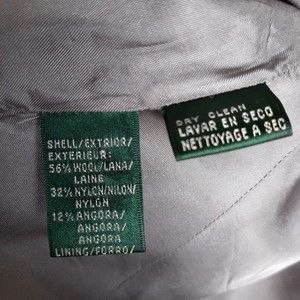 SHELL/EXTRIOR/
EXTERIEUR:
56% WOOL/LANA/
LAINE
32% NYLON/NILON/
NYLON
12% ANGORA/
ANGORA/
ANGORA
LINING/FORRO/
DRY CLEAN
LAVAR EN SECO
NETTOYAGE A SEC